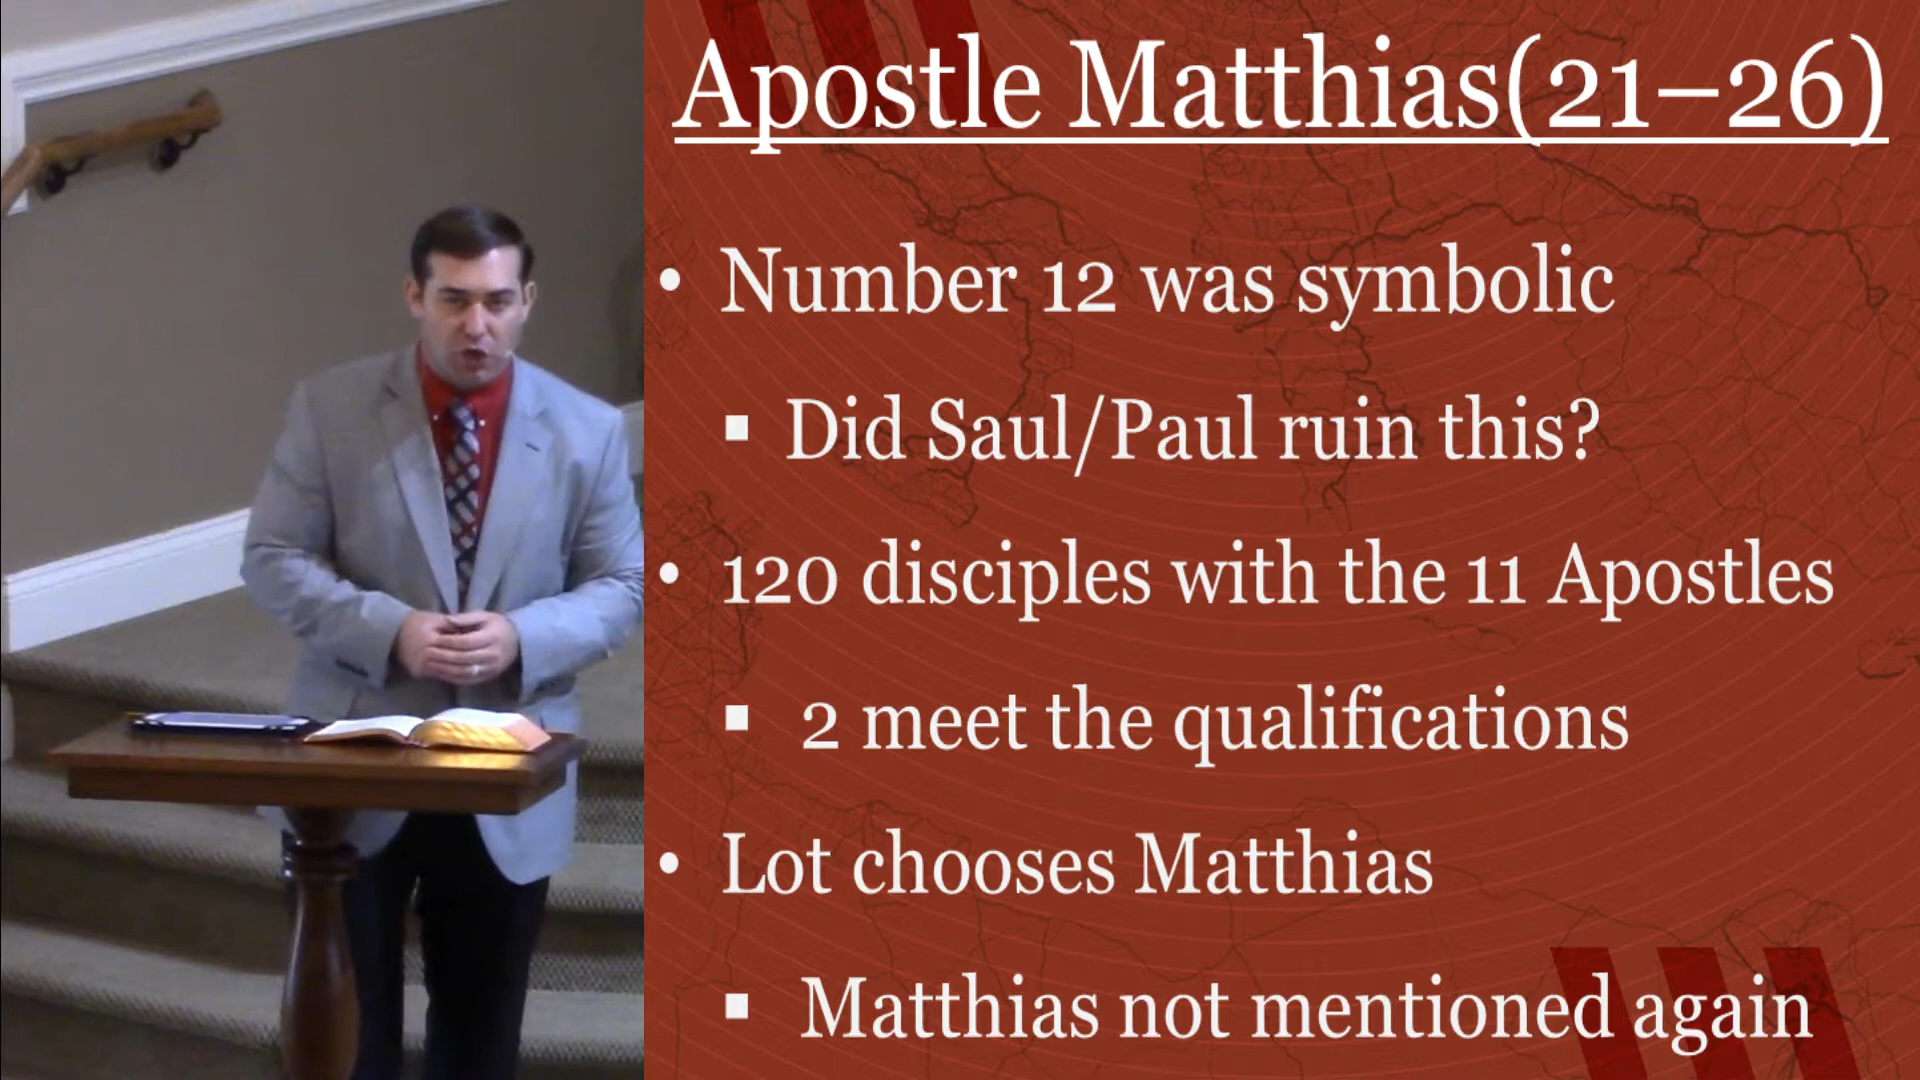 Apostle Matthias(21–26)
• Number 12 was symbolic
▪ Did Saul/Paul ruin this?
• 120 disciples with the 11 Apostles
▪ 2 meet the qualifications
• Lot chooses Matthias
▪ Matthias not mentioned again